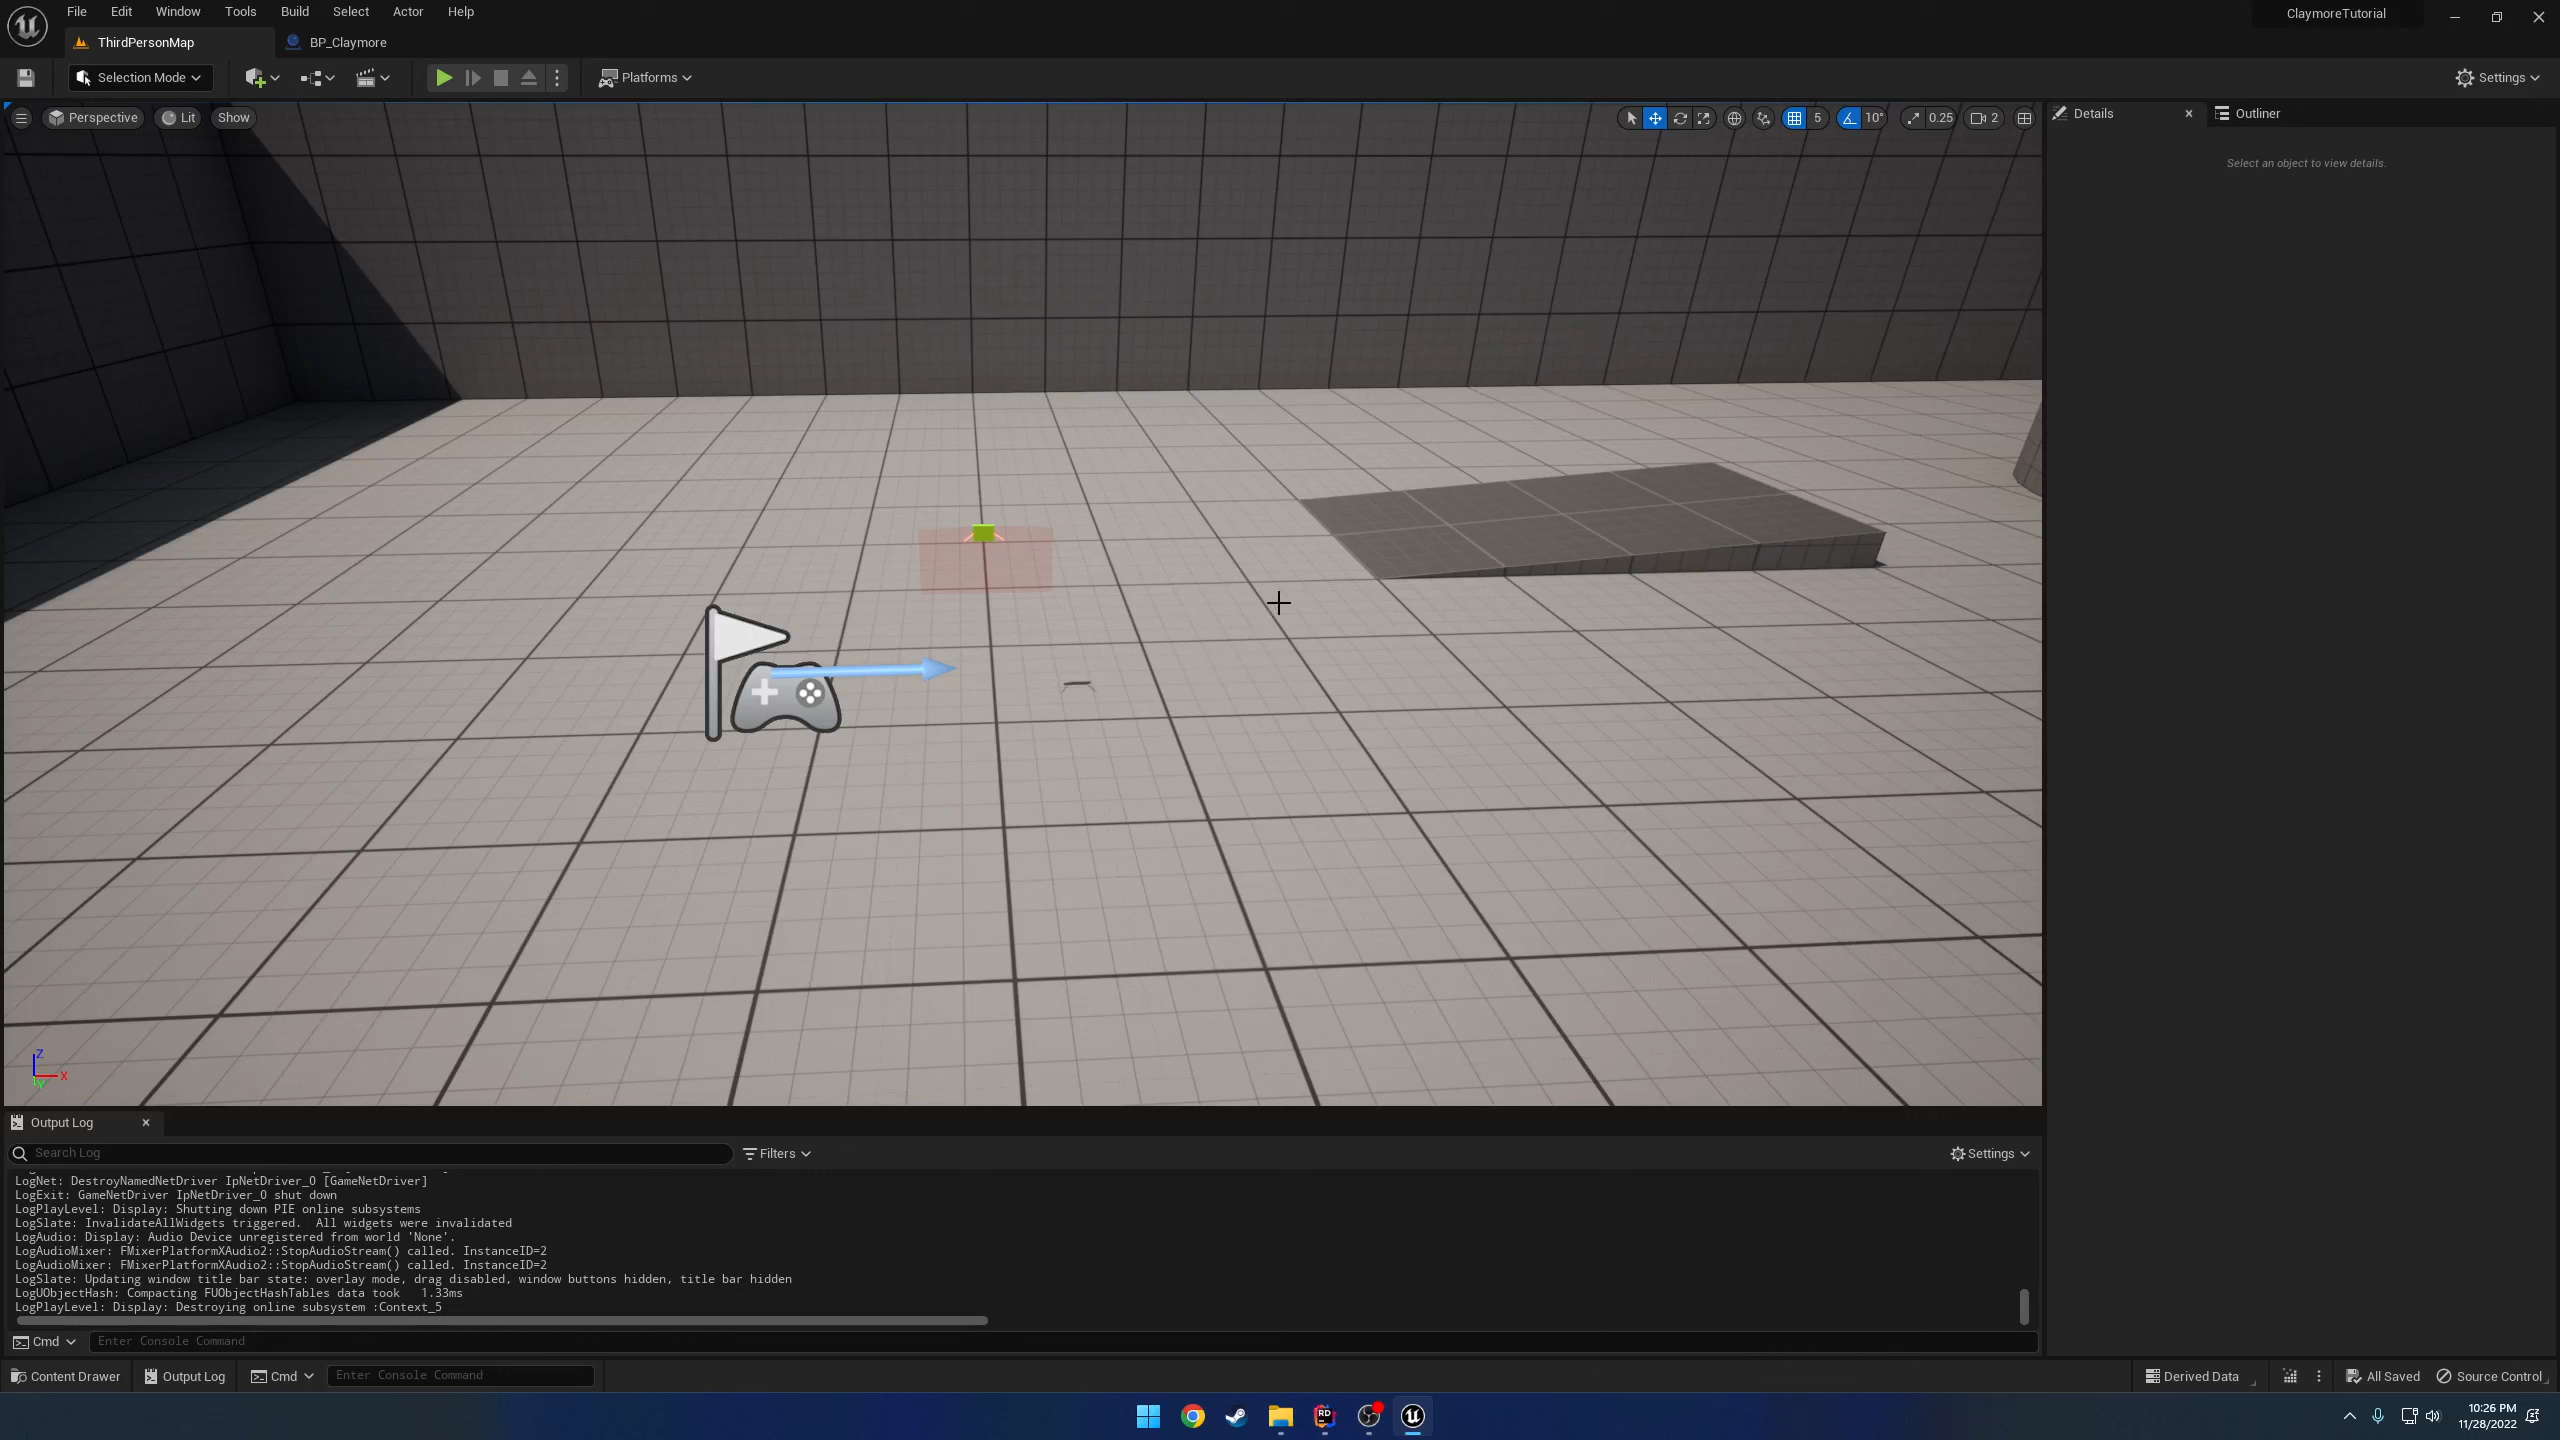 File Edit Window Tools Build Select Actor Help
ClaymoreTutorial
ThirdPersonMap
BP_Claymore
Selection Mode
Platforms
Settings
Perspective
Lit
Show
5
10°
0.25
2
Details
Outliner
Select an object to view details.
Z
X
Y
Output Log
Search Log
Filters
Settings
LogNet: DestroyNamedNetDriver IpNetDriver_0 [GameNetDriver]
LogExit: GameNetDriver IpNetDriver_0 shut down
LogPlayLevel: Display: Shutting down PIE online subsystems
LogSlate: InvalidateAllWidgets triggered.  All widgets were invalidated
LogAudio: Display: Audio Device unregistered from world 'None'.
LogAudioMixer: FMixerPlatformXAudio2::StopAudioStream() called. InstanceID=2
LogAudioMixer: FMixerPlatformXAudio2::StopAudioStream() called. InstanceID=2
LogSlate: Updating window title bar state: overlay mode, drag disabled, window buttons hidden, title bar hidden
LogUObjectHash: Compacting FUObjectHashTables data took   1.33ms
LogPlayLevel: Display: Destroying online subsystem :Context_5
Cmd
Enter Console Command
Content Drawer
Output Log
Cmd
Enter Console Command
Derived Data
All Saved
Source Control
RD
10:26 PM
11/28/2022